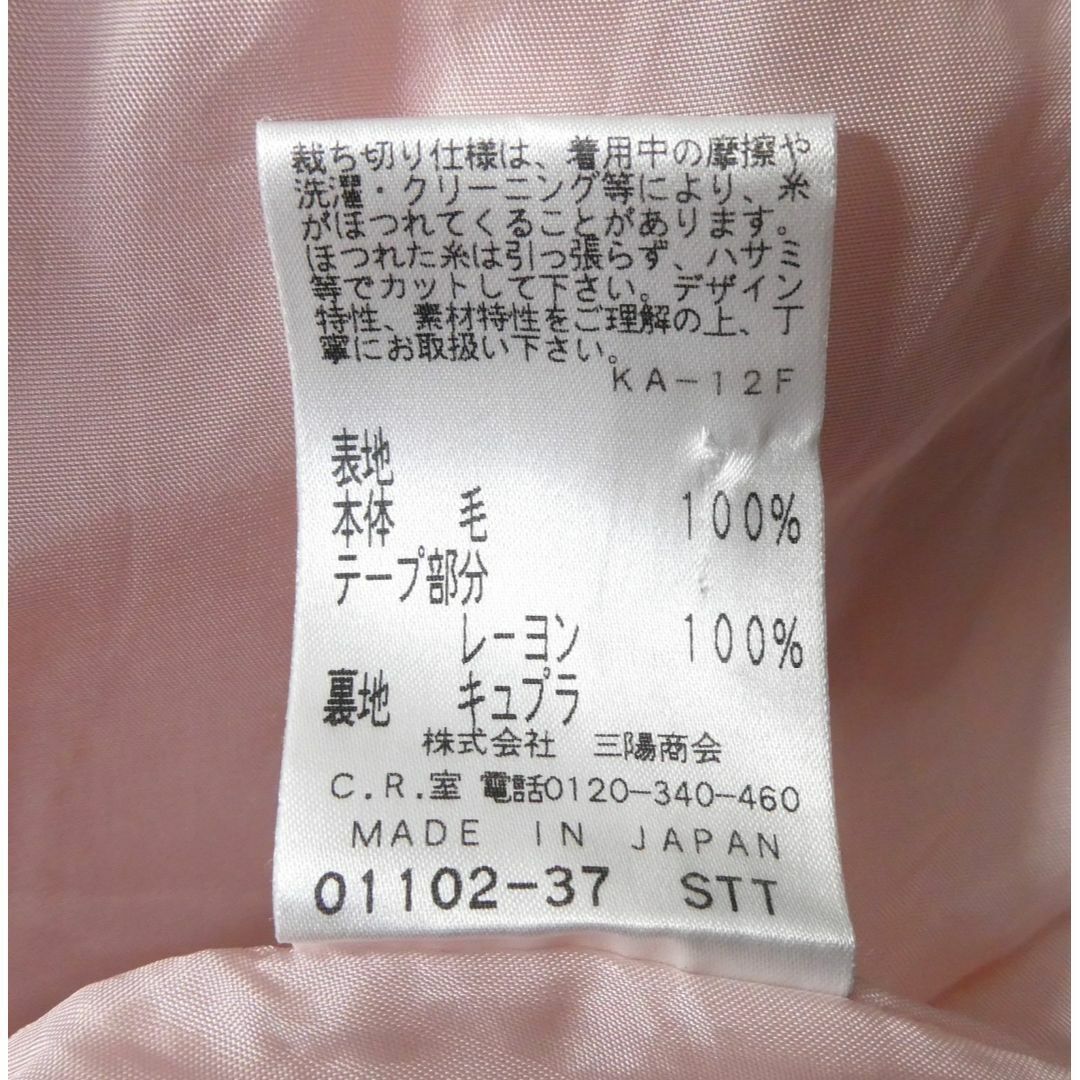 裁ち切り仕様は、着用中の摩擦や
洗濯・クリーニング等により、糸
がほつれてくることがあります。
ほつれた糸は引っ張らず、ハサミ
等でカットして下さい。デザイン
特性、素材特性をご理解の上、丁
寧にお取扱い下さい。
KA-12F
表地
本体 毛 100%
テープ部分
レーヨン 100%
裏地 キュプラ
株式会社 三陽商会
C.R.室 電話0120-340-460
MADE IN JAPAN
01102-37 STT